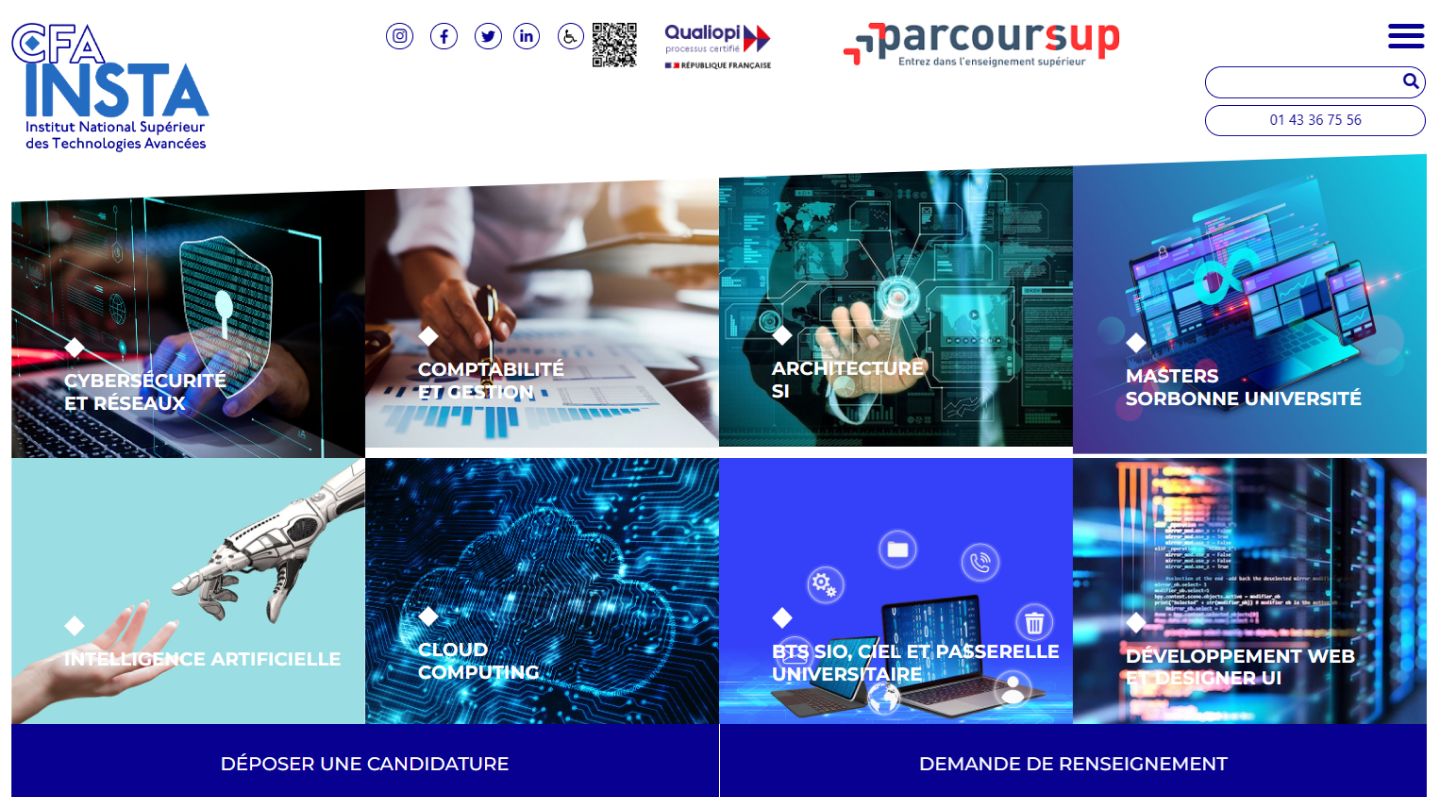 CFA
INSTA
Institut National Supérieur
des Technologies Avancées
Qualiopi
processus certifié
RÉPUBLIQUE FRANÇAISE
parcoursup
Entrez dans l'enseignement supérieur
01 43 36 75 56
CYBERSÉCURITÉ
ET RÉSEAUX
COMPTABILITÉ
ET GESTION
ARCHITECTURE
SI
MASTERS
SORBONNE UNIVERSITÉ
INTELLIGENCE ARTIFICIELLE
CLOUD
COMPUTING
BTS SIO, CIEL ET PASSERELLE
UNIVERSITAIRE
DÉVELOPPEMENT WEB
ET DESIGNER UI
DÉPOSER UNE CANDIDATURE
DEMANDE DE RENSEIGNEMENT